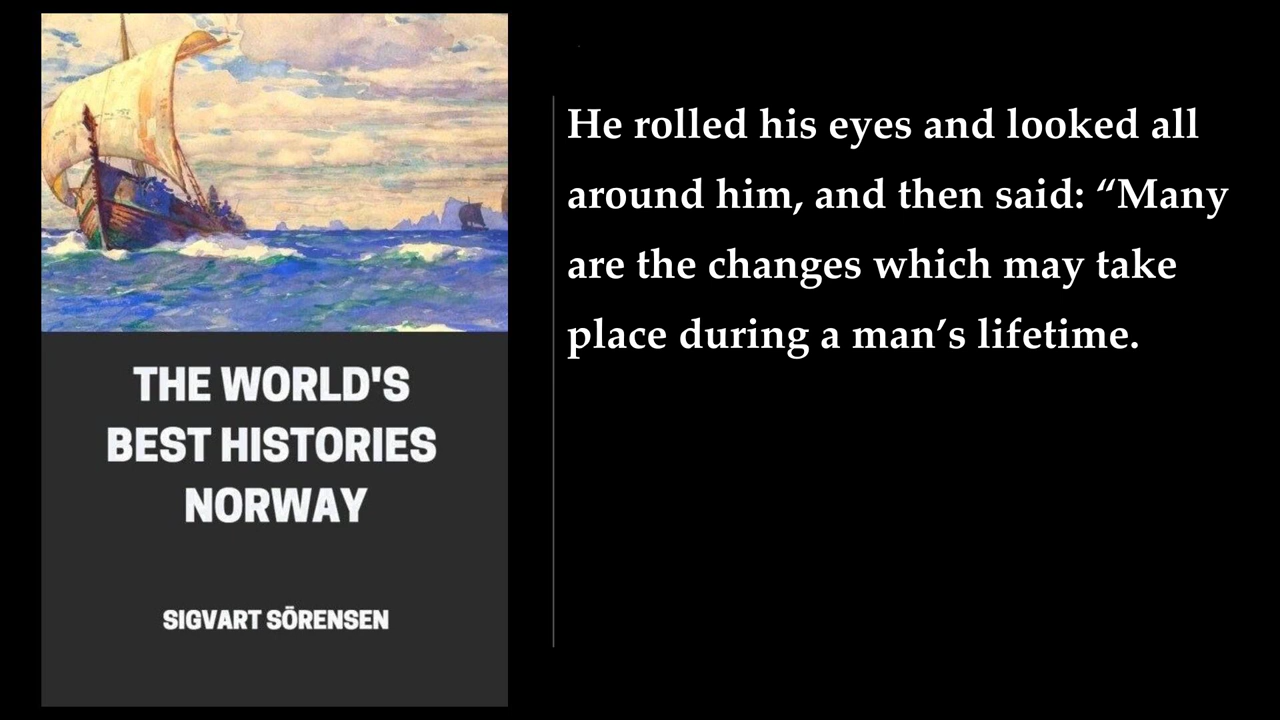 THE WORLD'S
BEST HISTORIES
NORWAY
SIGVART SÖRENSEN
He rolled his eyes and looked all
around him, and then said: “Many
are the changes which may take
place during a man’s lifetime.